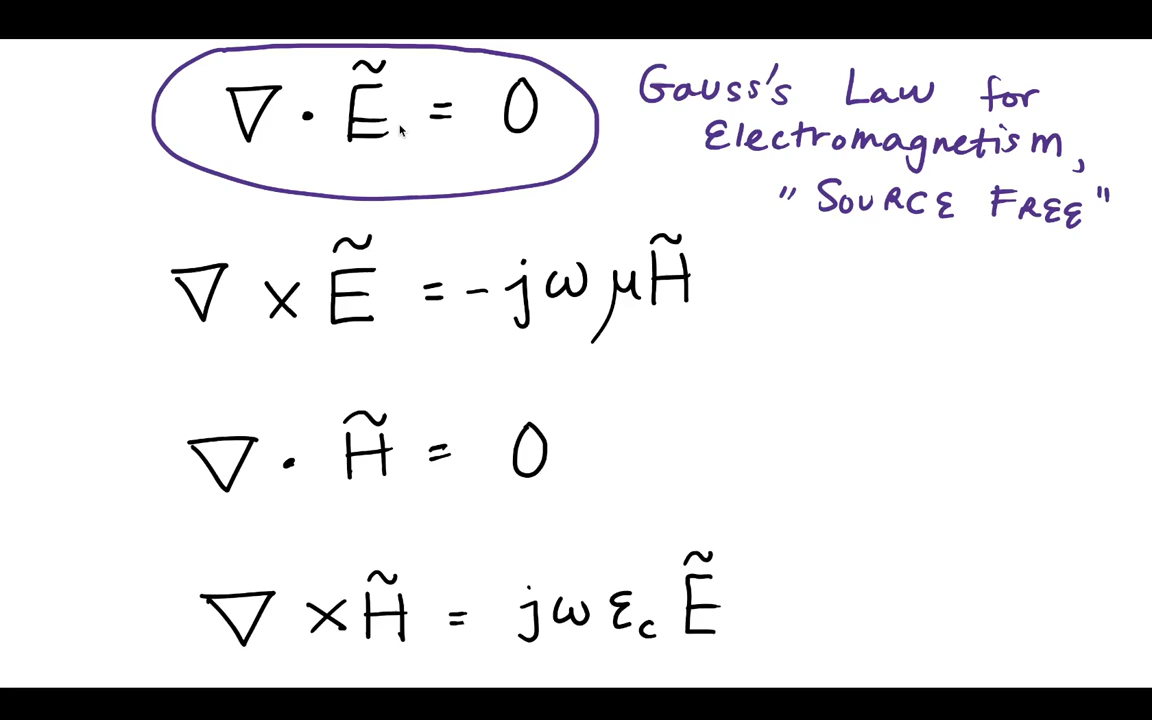 ∇ · Ẽ = 0
Gauss's Law for
Electromagnetism,
"SOURCE FREE"
∇ × Ẽ = -jωμH̃
∇ · H̃ = 0
∇ × H̃ = jωε_c Ẽ